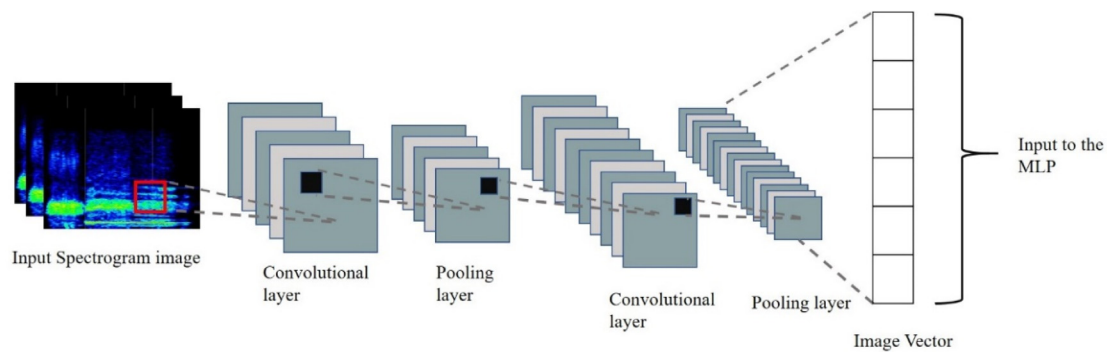 Input Spectrogram image
Convolutional
layer
Pooling
layer
Convolutional
layer
Pooling layer
Image Vector
Input to the
MLP